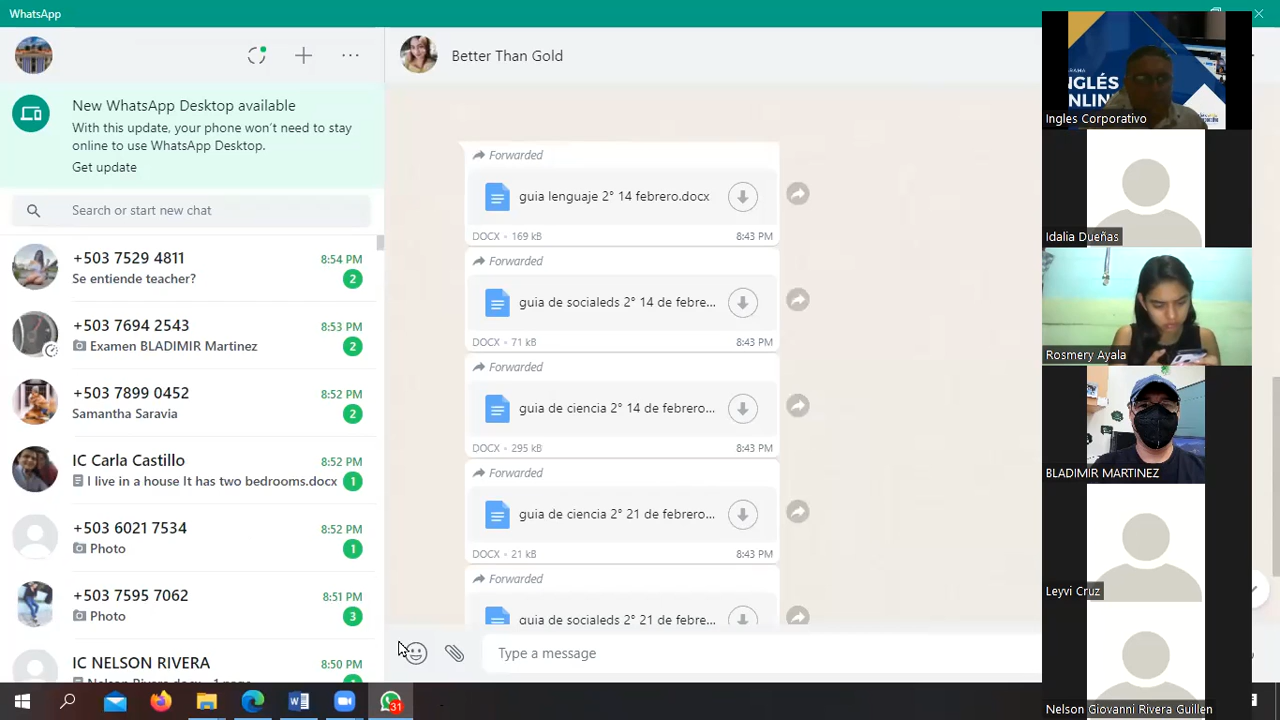 WhatsApp
New WhatsApp Desktop available
With this update, your phone won't need to stay
online to use WhatsApp Desktop.
Get update
Search or start new chat
+503 7529 4811
8:54 PM
Se entiende teacher?
2
+503 7694 2543
8:53 PM
Examen BLADIMIR Martinez
2
+503 7899 0452
8:52 PM
Samantha Saravia
2
IC Carla Castillo
8:52 PM
I live in a house It has two bedrooms.docx
1
+503 6021 7534
8:52 PM
Photo
1
+503 7595 7062
8:51 PM
Photo
3
IC NELSON RIVERA
8:50 PM
Better Than Gold
Forwarded
guia lenguaje 2° 14 febrero.docx
DOCX • 169 kB
8:43 PM
Forwarded
guia de socialeds 2° 14 de febre...
DOCX • 71 kB
8:43 PM
Forwarded
guia de ciencia 2° 14 de febrero...
DOCX • 295 kB
8:43 PM
Forwarded
guia de ciencia 2° 21 de febrero...
DOCX • 21 kB
8:43 PM
Forwarded
guia de socialeds 2° 21 de febre...
Type a message
31
NGLÉS
NLIN
Ingles Corporativo
Idalia Dueñas
Rosmery Ayala
BLADIMIR MARTINEZ
Leyvi Cruz
Nelson Giovanni Rivera Guillen